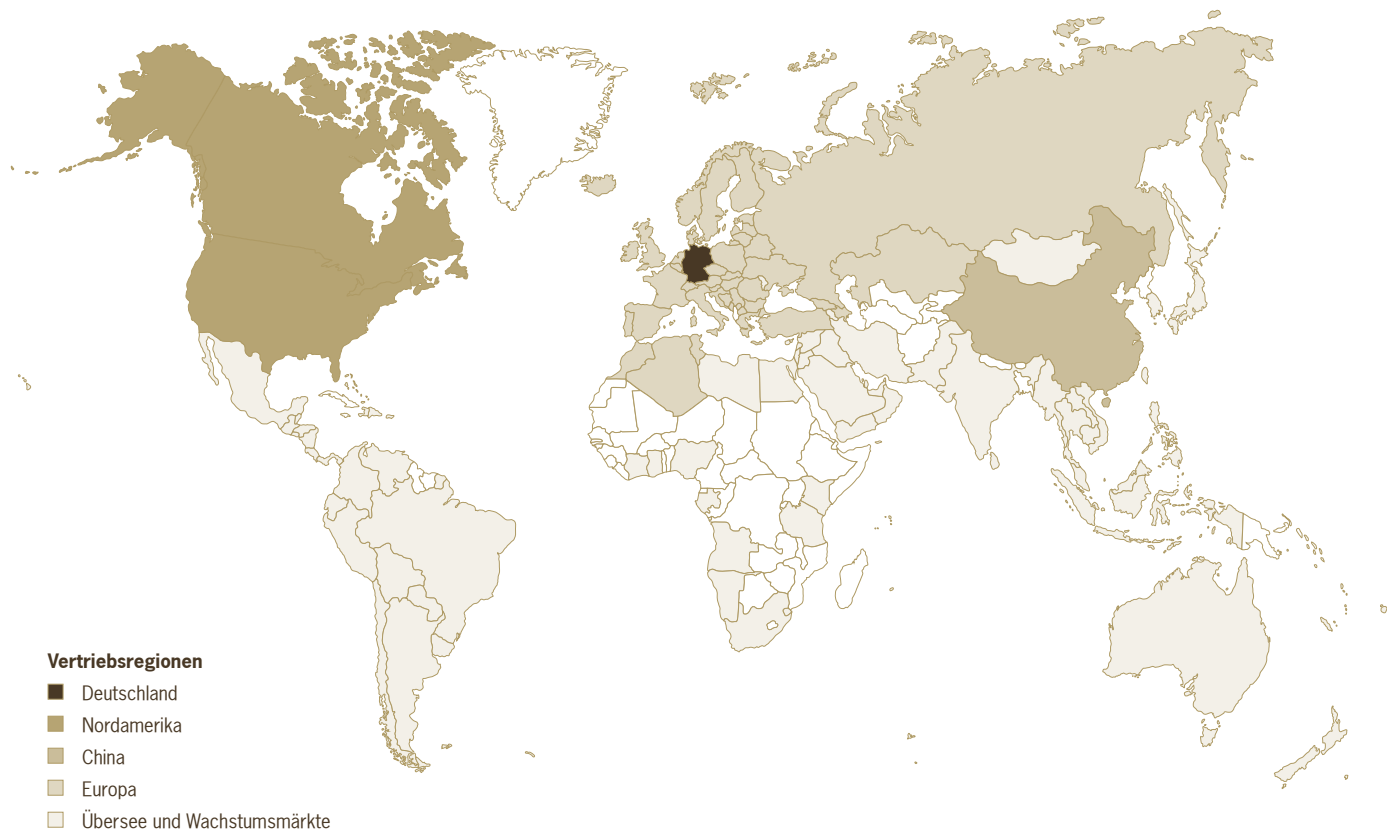 Vertriebsregionen
Deutschland
Nordamerika
China
Europa
Übersee und Wachstumsmärkte